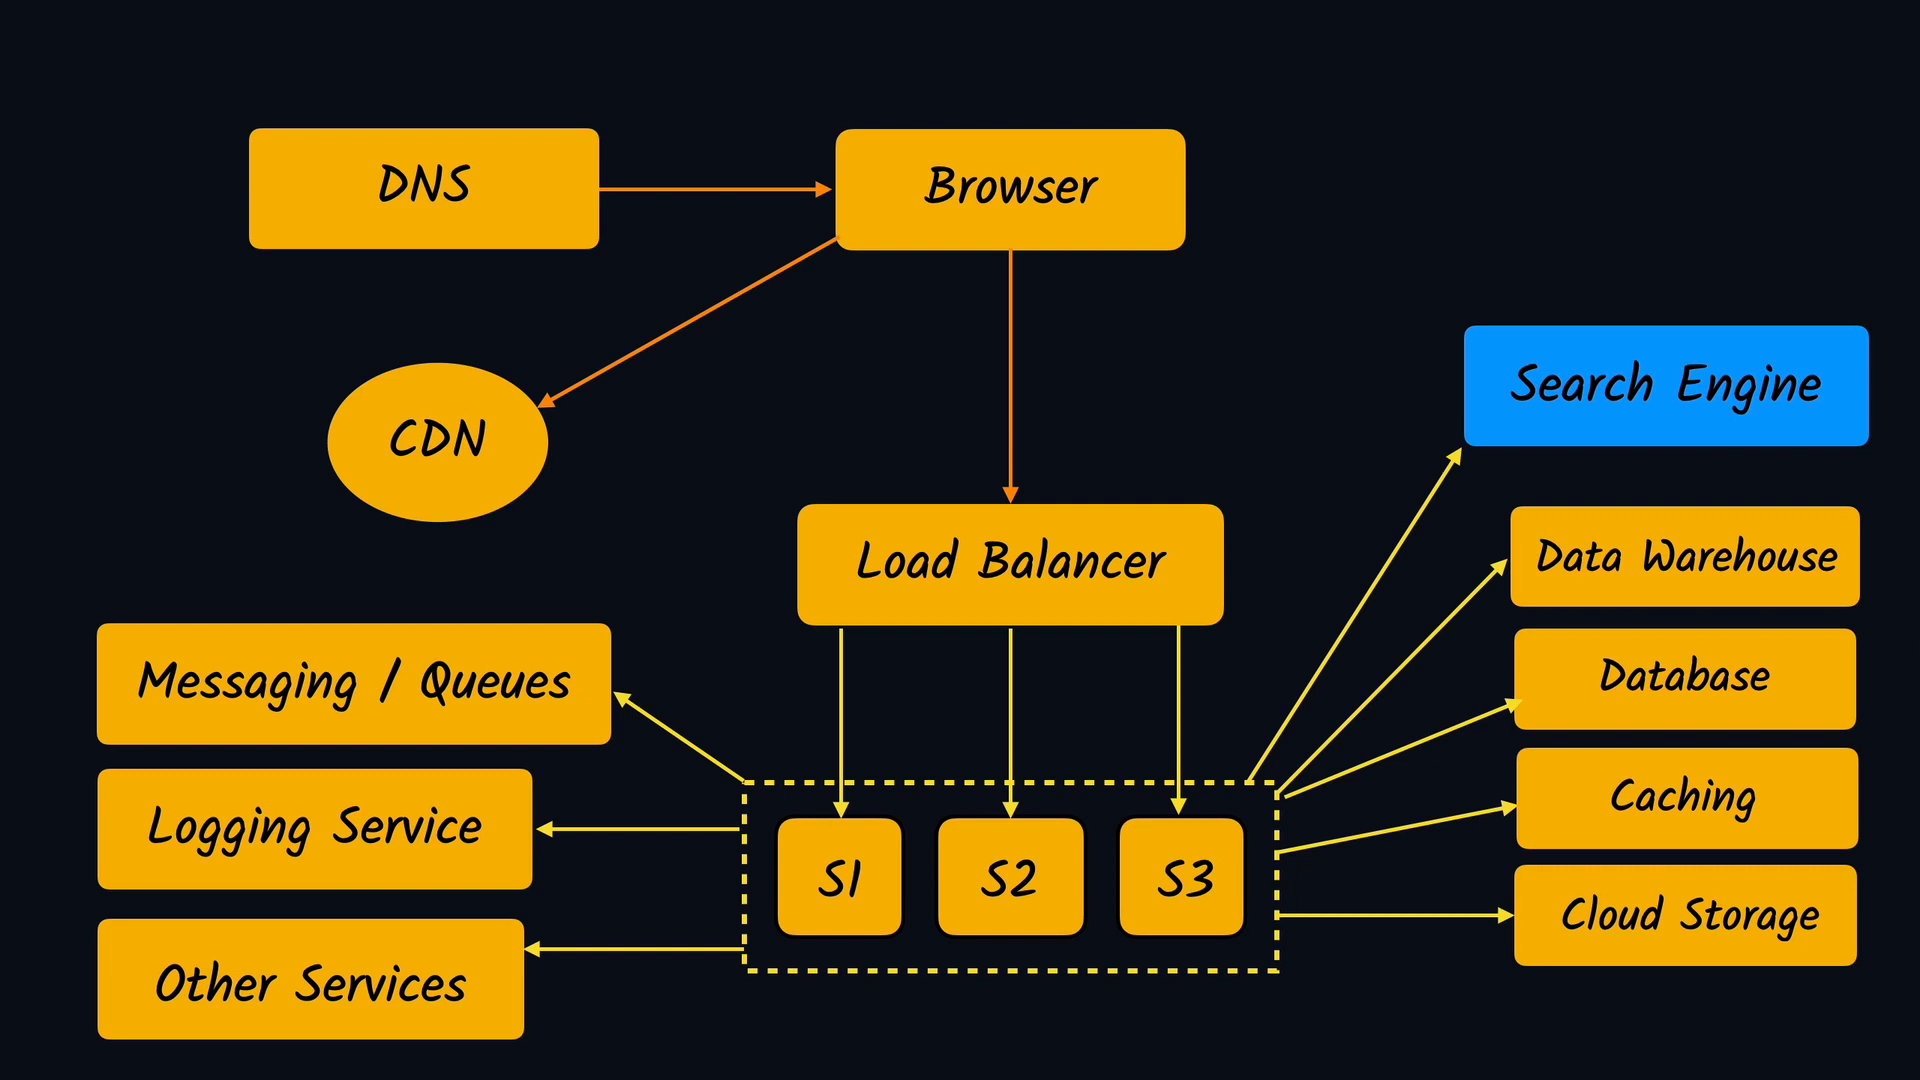 DNS
Browser
CDN
Search Engine
Load Balancer
Data Warehouse
Messaging / Queues
Database
Logging Service
Caching
S1
S2
S3
Cloud Storage
Other Services